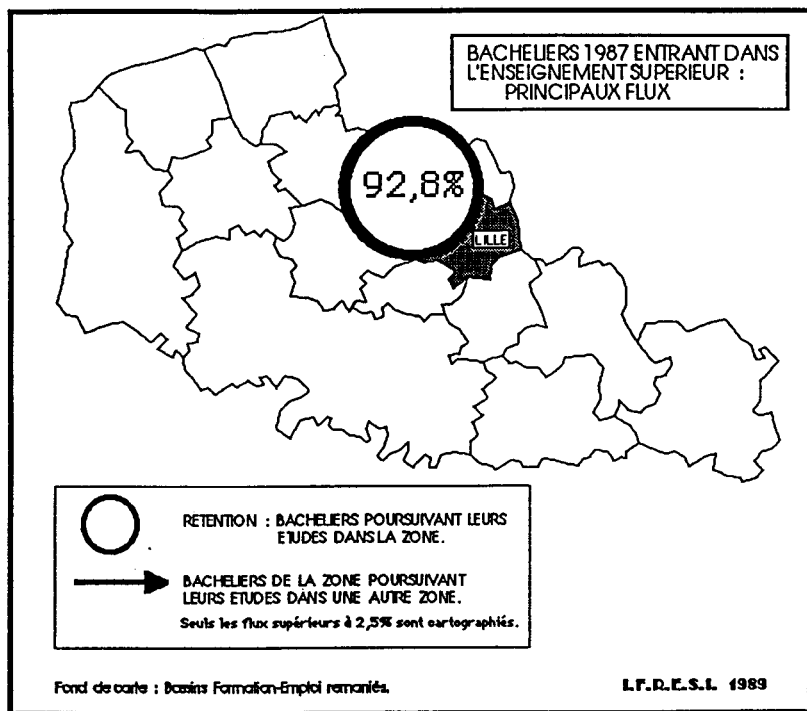 BACHELIERS 1987 ENTRANT DANS
L'ENSEIGNEMENT SUPERIEUR :
PRINCIPAUX FLUX
92,8%
LILLE
RETENTION : BACHELIERS POURSUIVANT LEURS
ETUDES DANS LA ZONE.
BACHELIERS DE LA ZONE POURSUIVANT
LEURS ETUDES DANS UNE AUTRE ZONE.
Seuls les flux supérieurs à 2,5% sont cartographiés.
Fond de carte : Bassins Formation-Emploi remaniés.
I.F.R.E.S.I. 1989